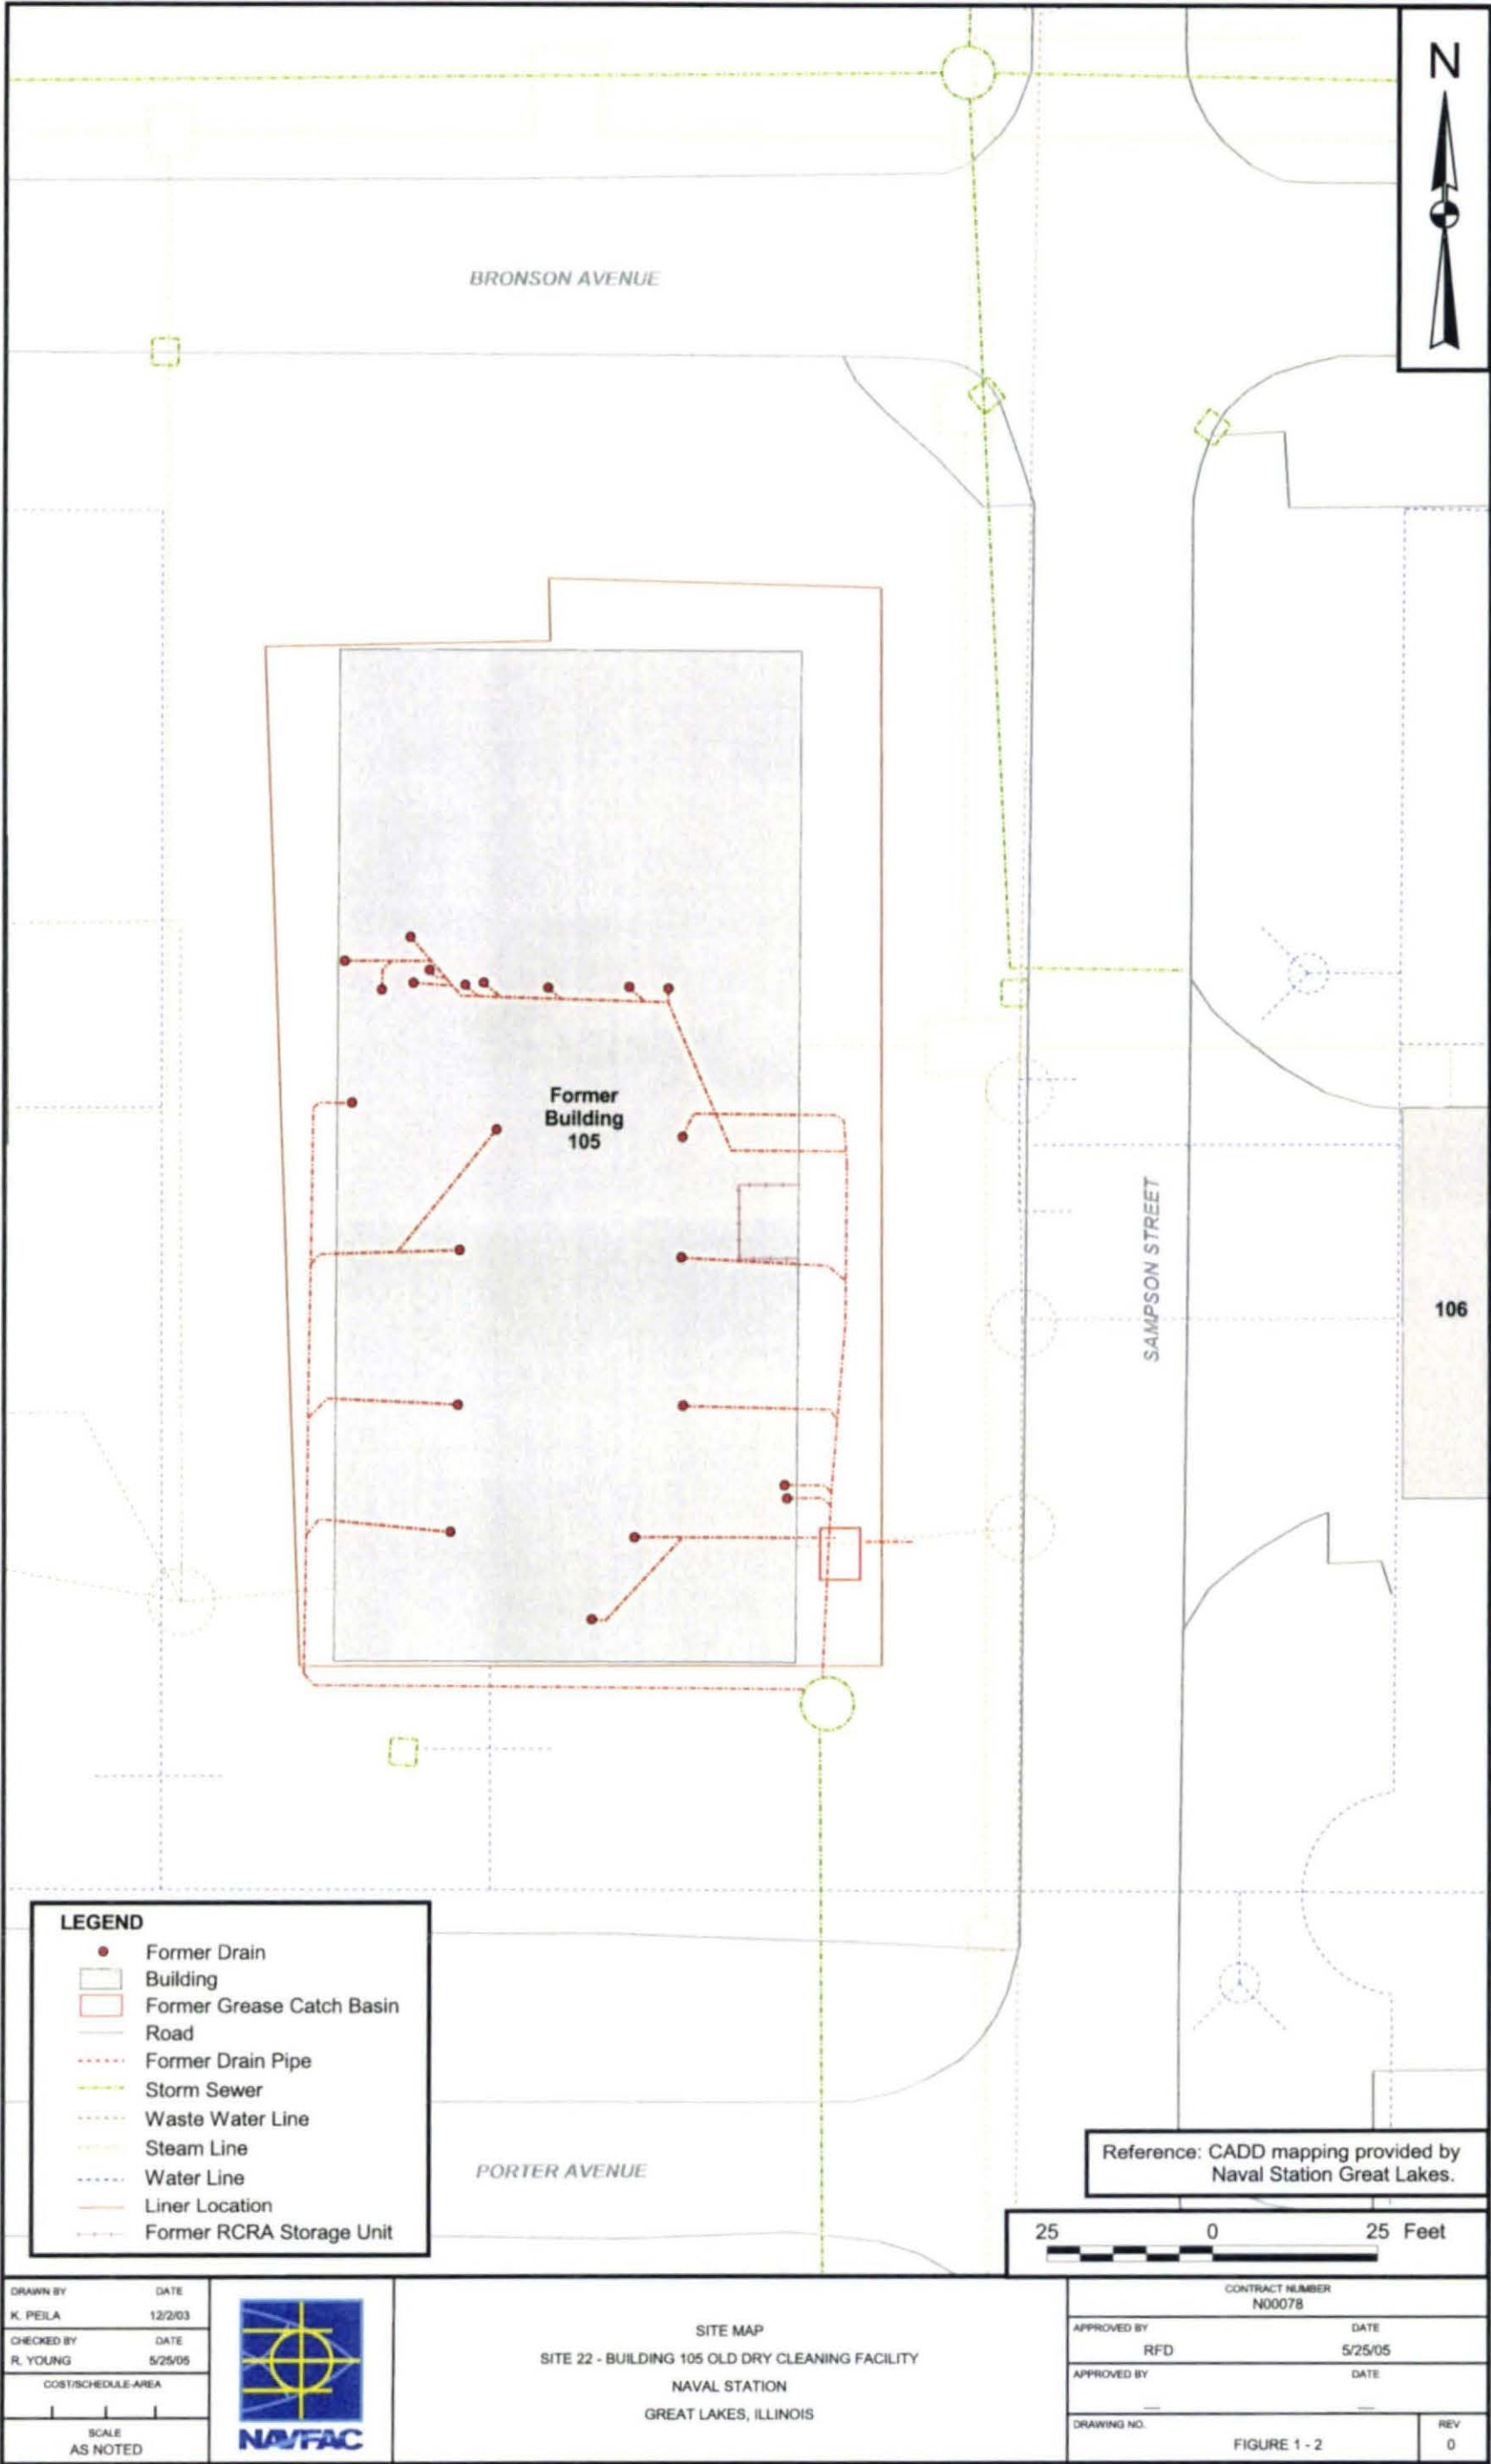 N
BRONSON AVENUE
Former
Building
105
SAMPSON STREET
106
LEGEND
Former Drain
Building
Former Grease Catch Basin
Road
Former Drain Pipe
Storm Sewer
Waste Water Line
Steam Line
Water Line
Liner Location
Former RCRA Storage Unit
PORTER AVENUE
Reference: CADD mapping provided by
Naval Station Great Lakes.
25 0 25 Feet
DRAWN BY DATE
K. PEILA 12/2/03
CHECKED BY DATE
R. YOUNG 5/25/05
COST/SCHEDULE-AREA
SCALE
AS NOTED
NAVFAC
SITE MAP
SITE 22 - BUILDING 105 OLD DRY CLEANING FACILITY
NAVAL STATION
GREAT LAKES, ILLINOIS
CONTRACT NUMBER
N00078
APPROVED BY DATE
RFD 5/25/05
APPROVED BY DATE
— —
DRAWING NO. REV
FIGURE 1 - 2 0